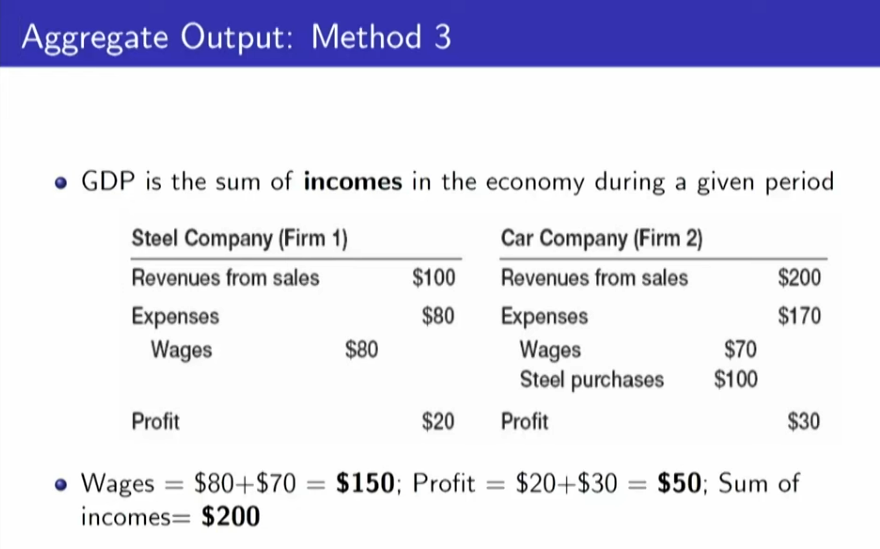 Aggregate Output: Method 3
GDP is the sum of incomes in the economy during a given period
Steel Company (Firm 1)
Revenues from sales $100
Expenses $80
Wages $80
Profit $20
Car Company (Firm 2)
Revenues from sales $200
Expenses $170
Wages $70
Steel purchases $100
Profit $30
Wages = $80+$70 = $150; Profit = $20+$30 = $50; Sum of
incomes= $200